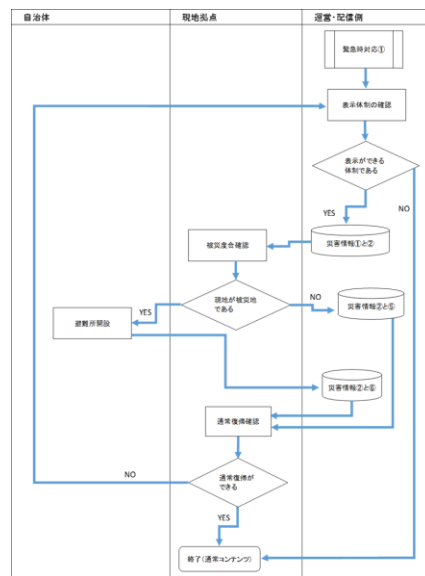 自治体
現地拠点
運営・配信側
緊急時対応①
表示体制の確認
表示ができる
体制である
YES
NO
災害情報①と②
被災度合確認
現地が被災地
である
YES
NO
災害情報②と⑤
避難所開設
災害情報②と⑥
通常復帰確認
通常復帰が
できる
NO
YES
終了(通常コンテンツ)